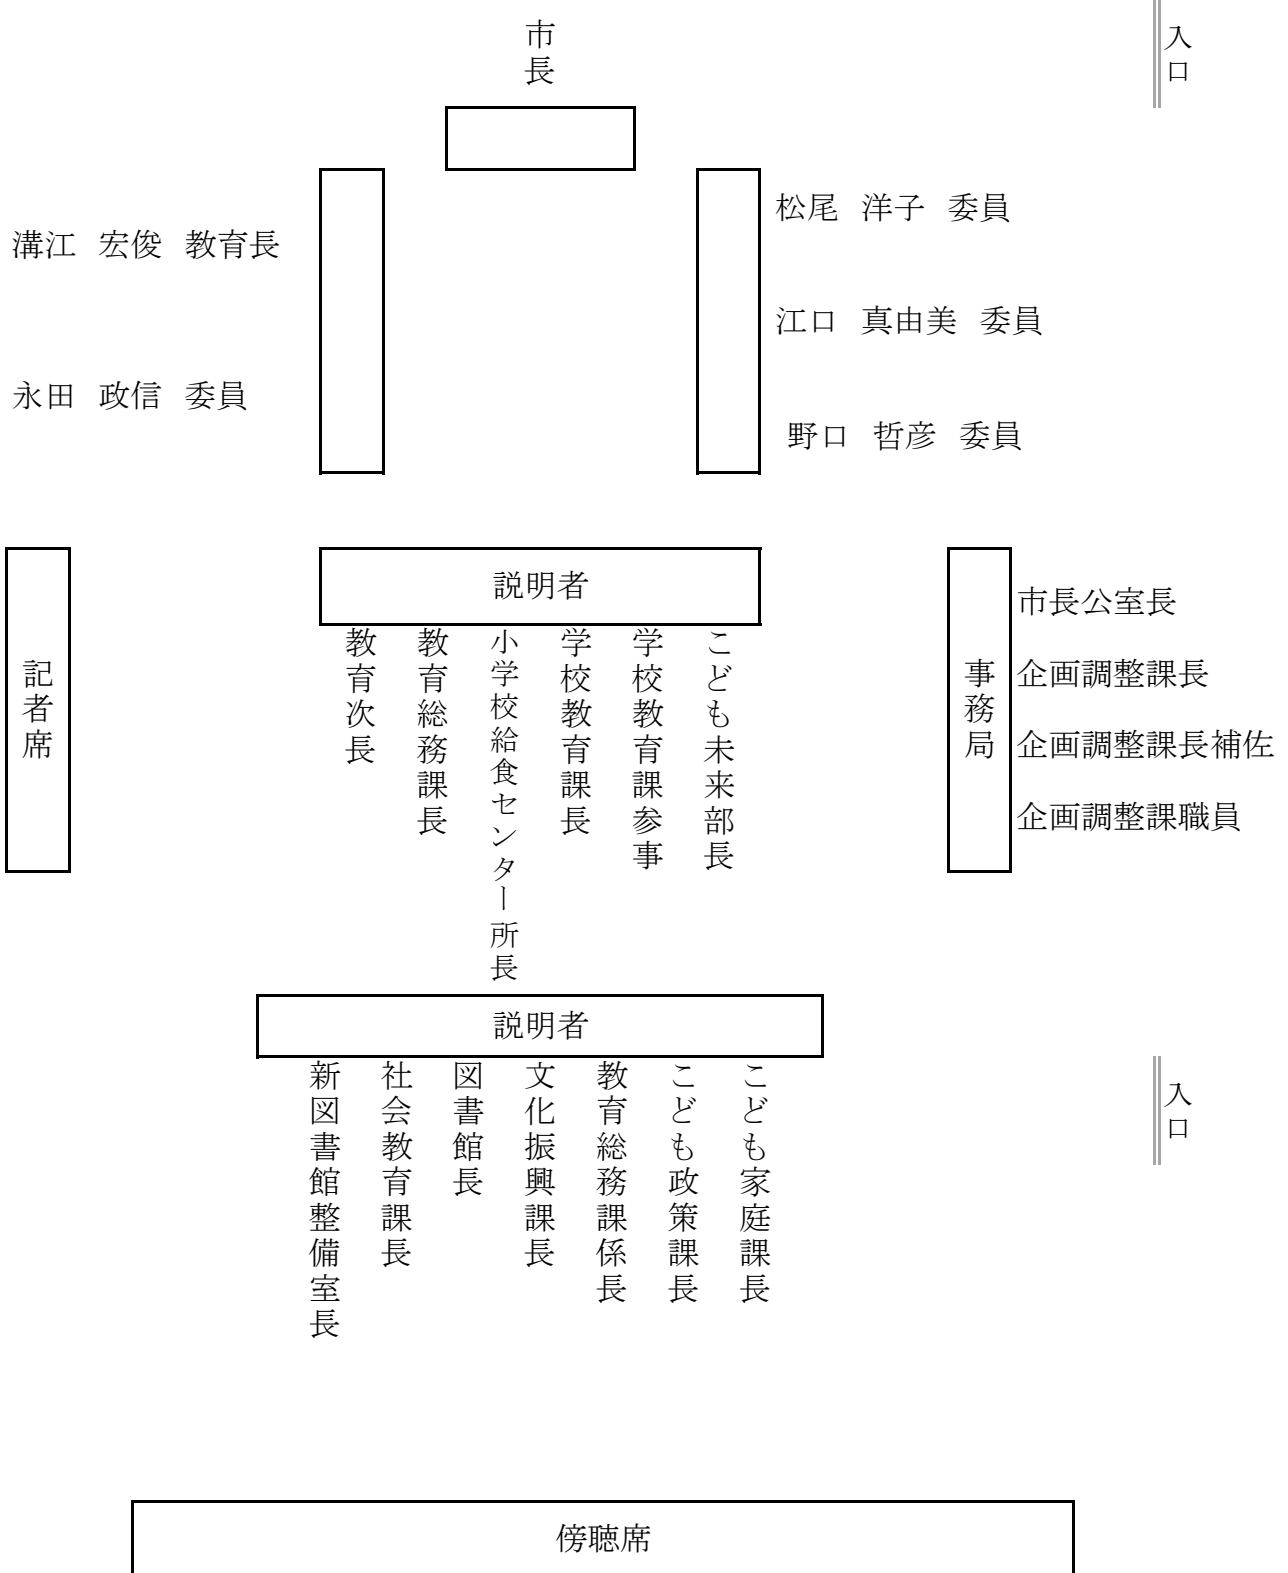 市長
入口
松尾 洋子 委員
溝江 宏俊 教育長
江口 真由美 委員
永田 政信 委員
野口 哲彦 委員
記者席
説明者
教育次長
教育総務課長
小学校給食センター所長
学校教育課長
学校教育課参事
こども未来部長
事務局
市長公室長
企画調整課長
企画調整課長補佐
企画調整課職員
説明者
新図書館整備室長
社会教育課長
図書館長
文化振興課長
教育総務課係長
こども政策課長
こども家庭課長
入口
傍聴席